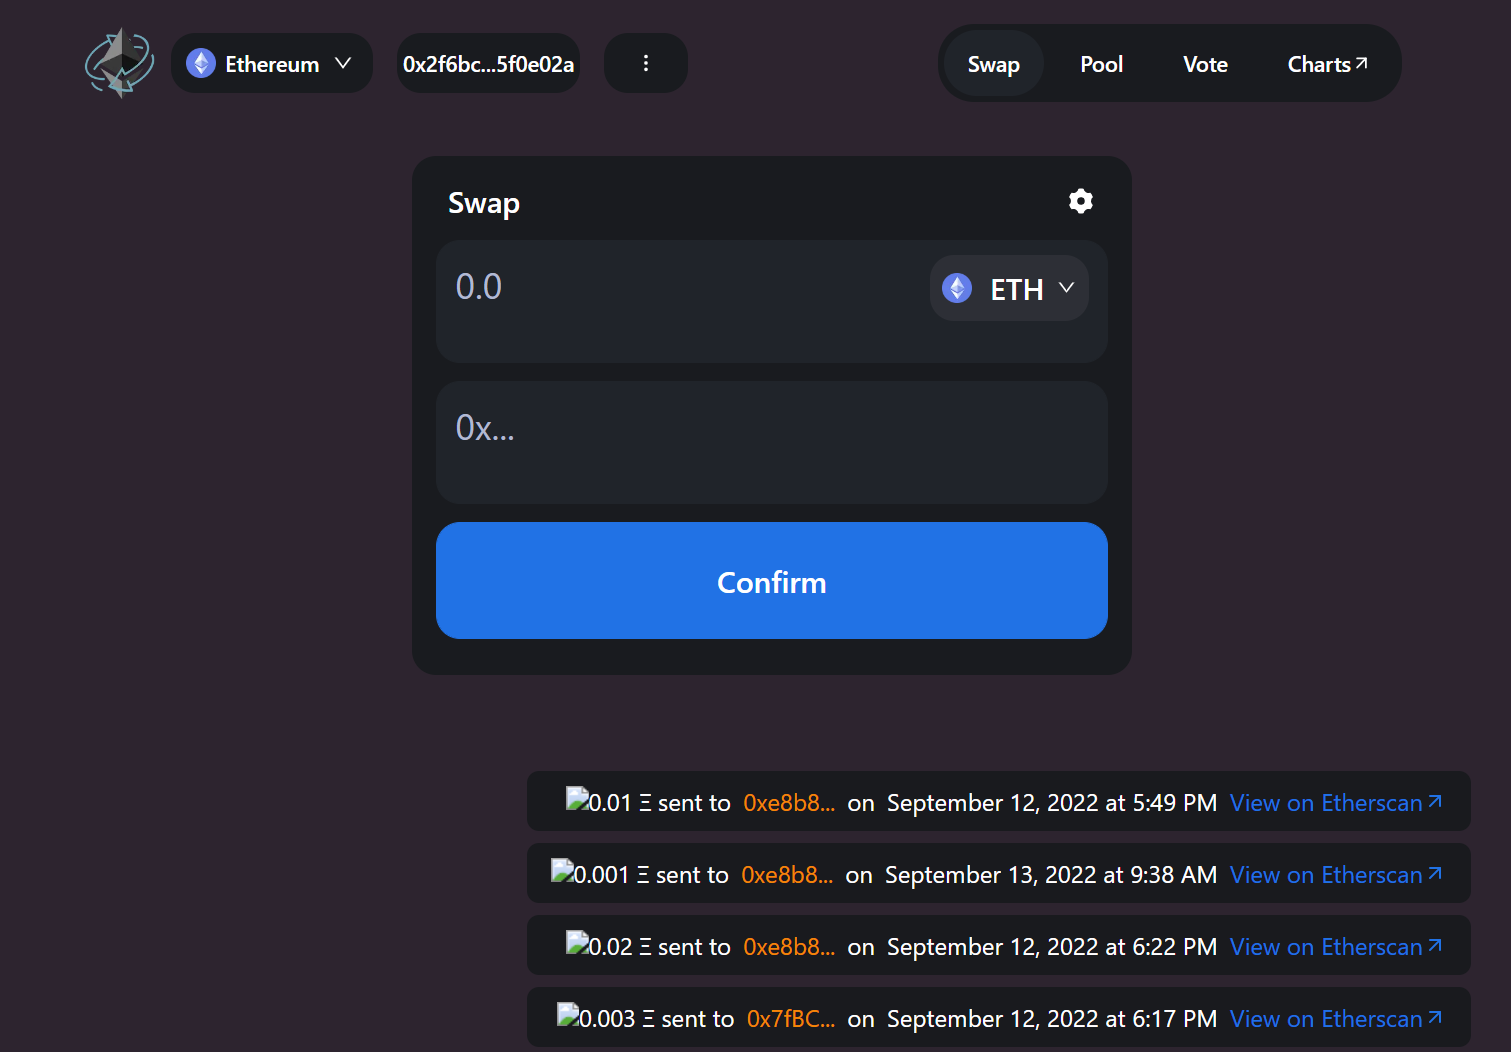 Ethereum 0x2f6bc...5f0e02a Swap Pool Vote Charts
Swap
0.0 ETH
0x...
Confirm
0.01 Ξ sent to 0xe8b8... on September 12, 2022 at 5:49 PM View on Etherscan
0.001 Ξ sent to 0xe8b8... on September 13, 2022 at 9:38 AM View on Etherscan
0.02 Ξ sent to 0xe8b8... on September 12, 2022 at 6:22 PM View on Etherscan
0.003 Ξ sent to 0x7fBC... on September 12, 2022 at 6:17 PM View on Etherscan